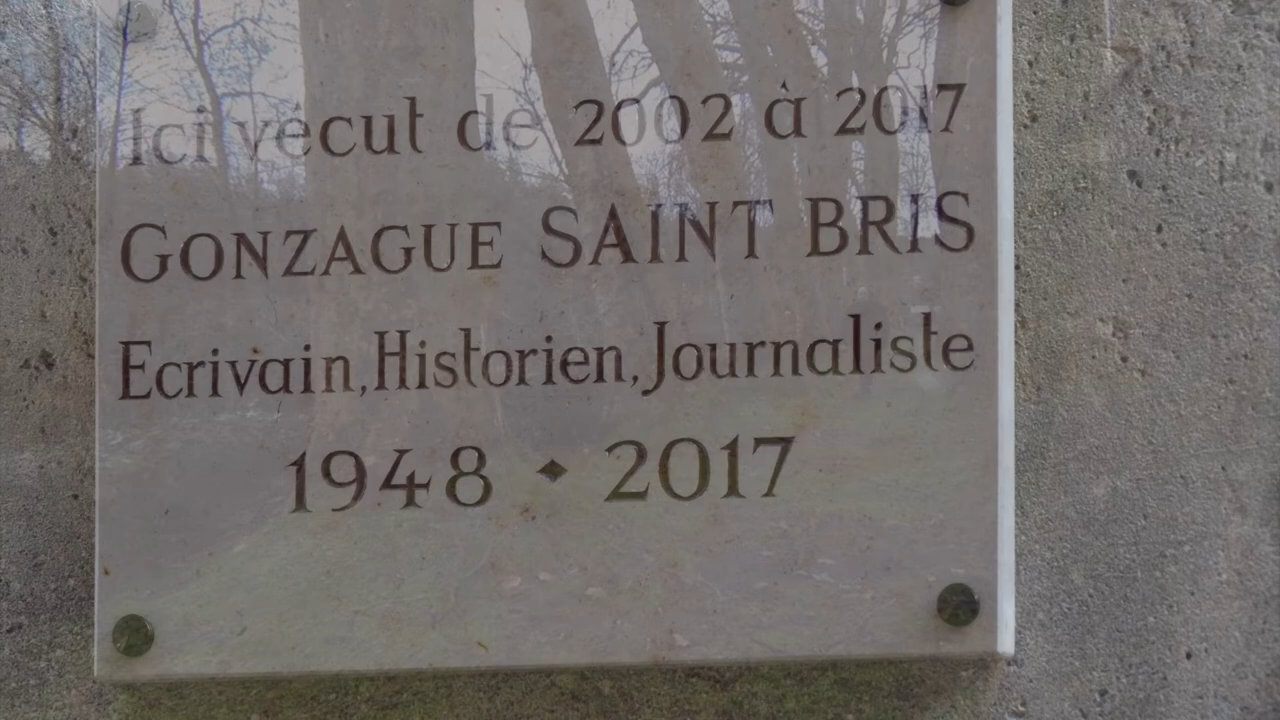 Ici vécut de 2002 à 2017
GONZAGUE SAINT BRIS
Ecrivain, Historien, Journaliste
1948 ◆ 2017